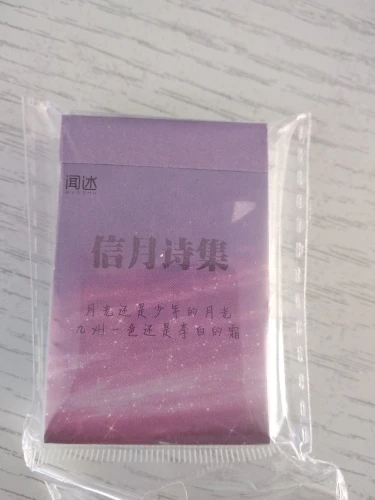 闻述
信月诗集
月光还是少年的月光
九州一色还是李白的霜